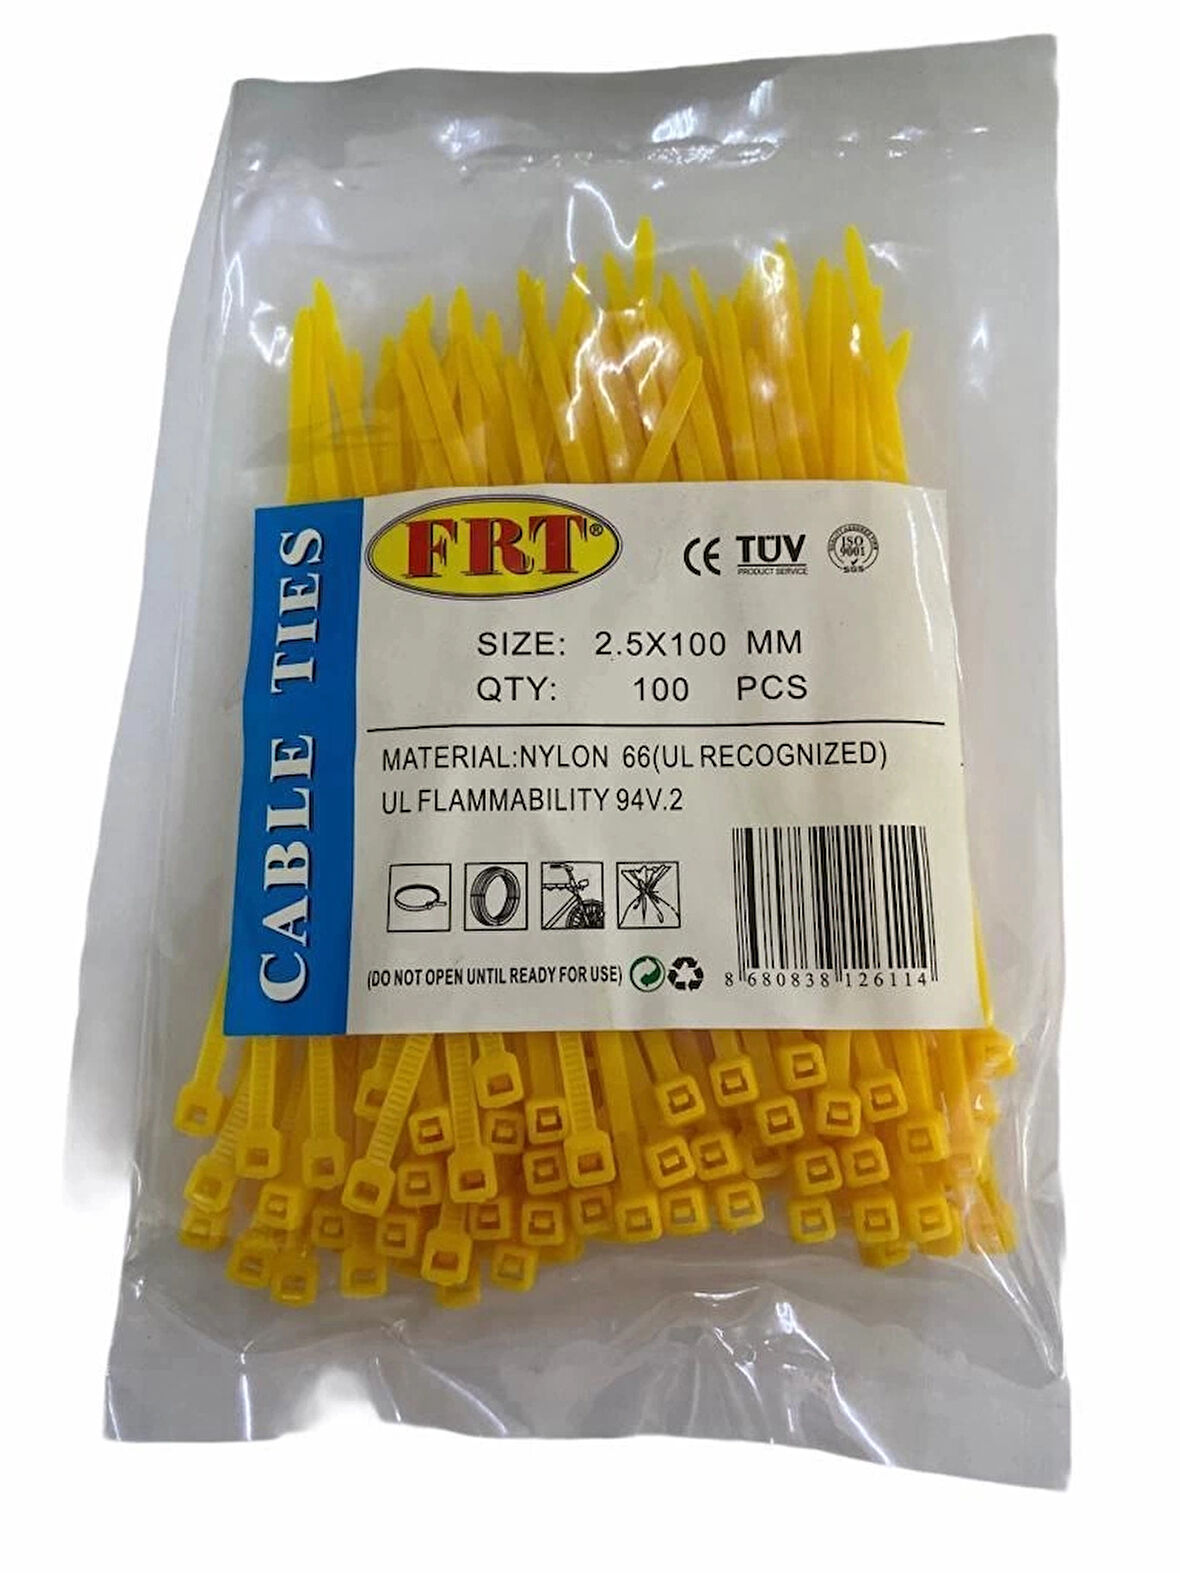 CABLE TIES
FRT®
CE TÜV
PRODUCT SERVICE
ISO
9001
SGS
SIZE: 2.5X100 MM
QTY: 100 PCS
MATERIAL:NYLON 66(UL RECOGNIZED)
UL FLAMMABILITY 94V.2
(DO NOT OPEN UNTIL READY FOR USE)
8 680838 126114